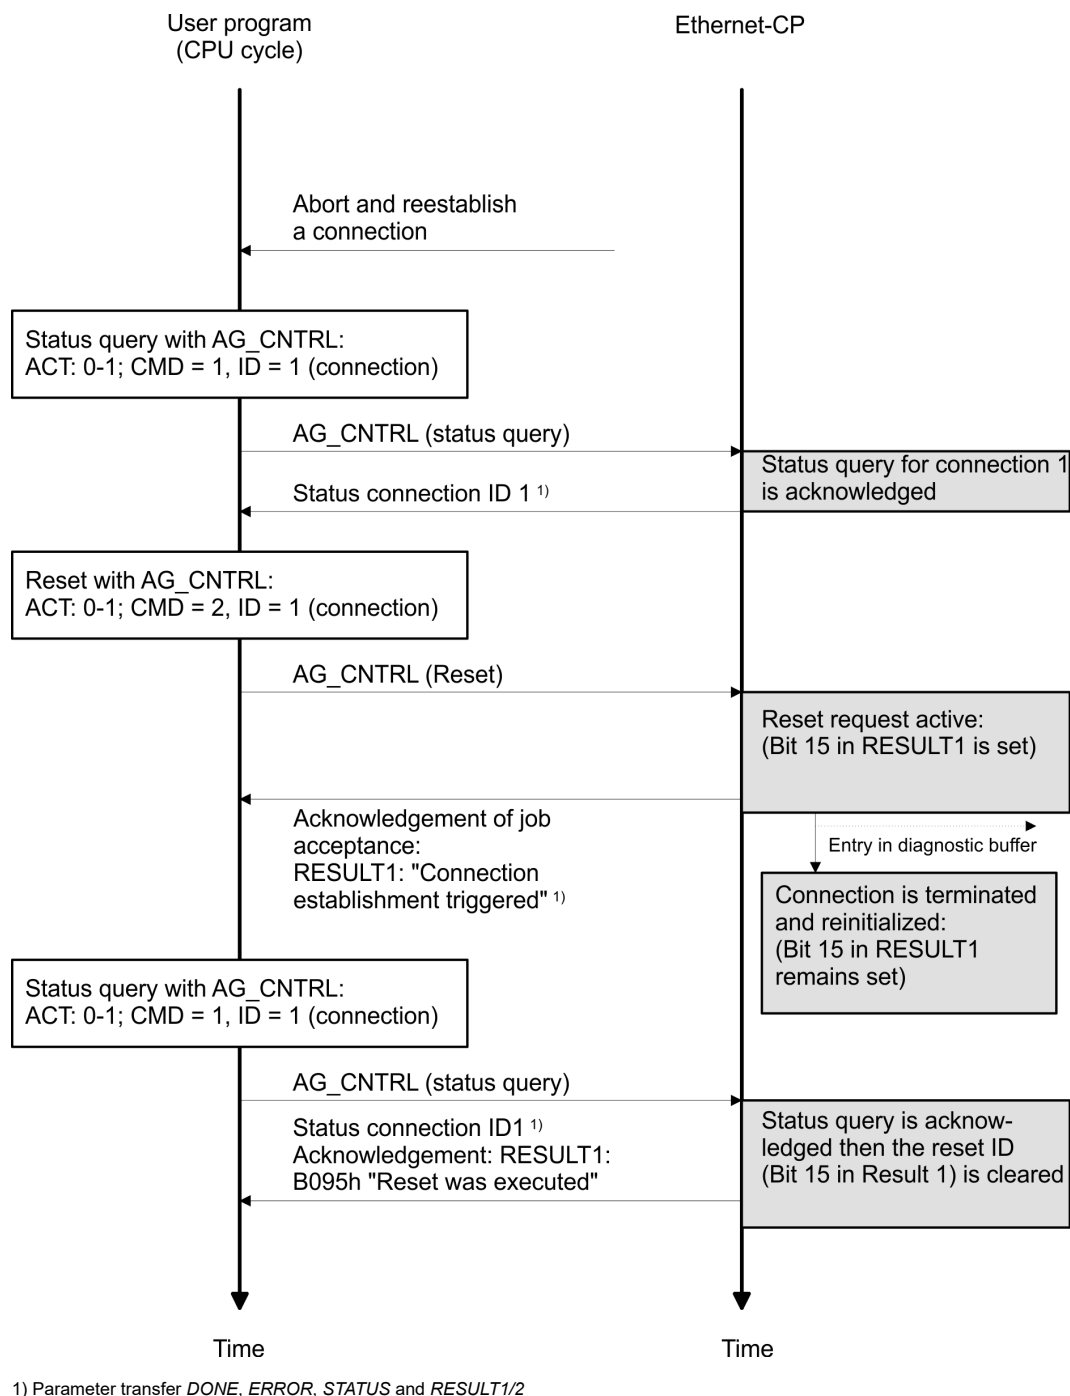 User program
(CPU cycle)
Ethernet-CP
Abort and reestablish
a connection
Status query with AG_CNTRL:
ACT: 0-1; CMD = 1, ID = 1 (connection)
AG_CNTRL (status query)
Status query for connection 1
is acknowledged
Status connection ID 1 1)
Reset with AG_CNTRL:
ACT: 0-1; CMD = 2, ID = 1 (connection)
AG_CNTRL (Reset)
Reset request active:
(Bit 15 in RESULT1 is set)
Acknowledgement of job
acceptance:
RESULT1: "Connection
establishment triggered" 1)
Entry in diagnostic buffer
Connection is terminated
and reinitialized:
(Bit 15 in RESULT1
remains set)
Status query with AG_CNTRL:
ACT: 0-1; CMD = 1, ID = 1 (connection)
AG_CNTRL (status query)
Status connection ID1 1)
Acknowledgement: RESULT1:
B095h "Reset was executed"
Status query is acknow-
ledged then the reset ID
(Bit 15 in Result 1) is cleared
Time
Time
1) Parameter transfer DONE, ERROR, STATUS and RESULT1/2